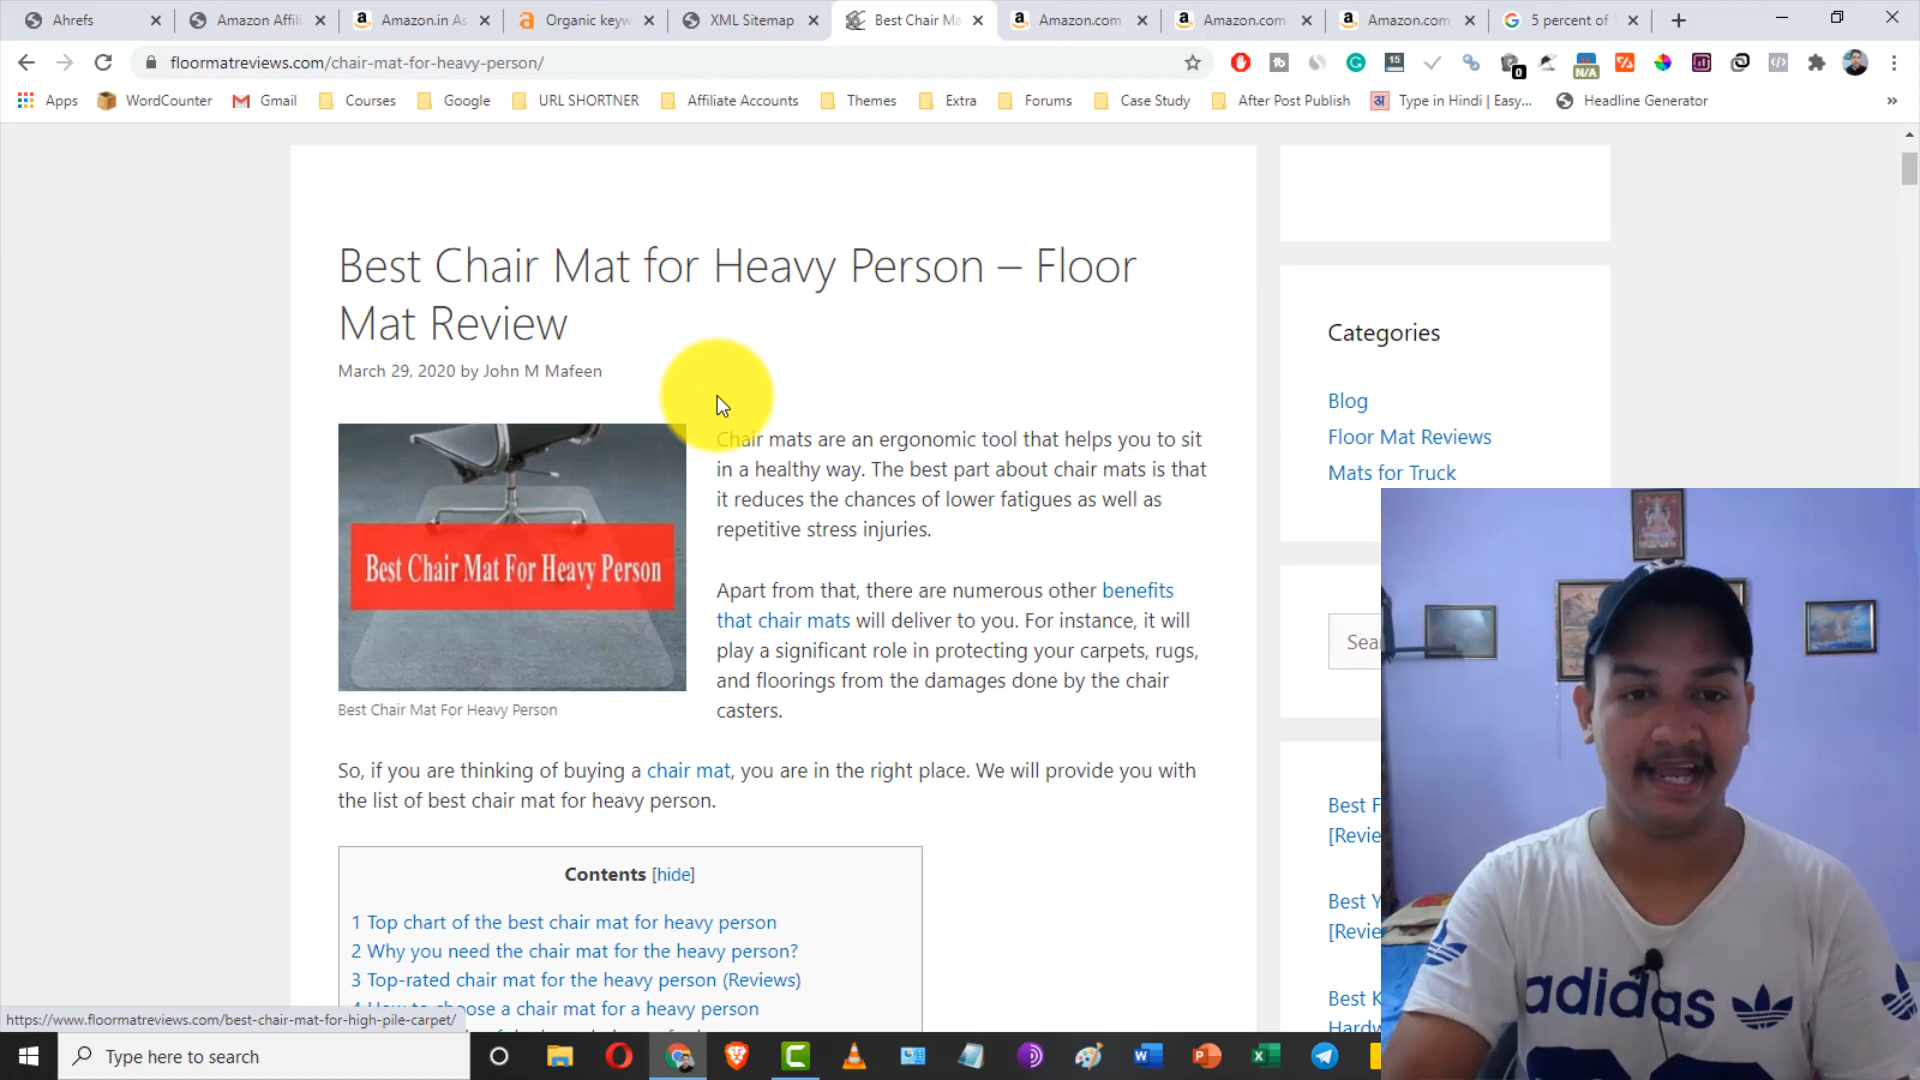 Ahrefs
Amazon Affili
Amazon.in As
Organic keyw
XML Sitemap
Best Chair Ma
Amazon.com
Amazon.com
Amazon.com
5 percent of
floormatreviews.com/chair-mat-for-heavy-person/
15
0
N/A
Apps
WordCounter
Gmail
Courses
Google
URL SHORTNER
Affiliate Accounts
Themes
Extra
Forums
Case Study
After Post Publish
अ
Type in Hindi | Easy...
Headline Generator
»
Best Chair Mat for Heavy Person – Floor
Mat Review
March 29, 2020 by John M Mafeen
Best Chair Mat For Heavy Person
Best Chair Mat For Heavy Person
Chair mats are an ergonomic tool that helps you to sit
in a healthy way. The best part about chair mats is that
it reduces the chances of lower fatigues as well as
repetitive stress injuries.
Apart from that, there are numerous other benefits
that chair mats will deliver to you. For instance, it will
play a significant role in protecting your carpets, rugs,
and floorings from the damages done by the chair
casters.
So, if you are thinking of buying a chair mat, you are in the right place. We will provide you with
the list of best chair mat for heavy person.
Contents [hide]
1 Top chart of the best chair mat for heavy person
2 Why you need the chair mat for the heavy person?
3 Top-rated chair mat for the heavy person (Reviews)
4 How to choose a chair mat for a heavy person
Categories
Blog
Floor Mat Reviews
Mats for Truck
Sea
Best F
[Revie
Best Y
[Revie
Best K
Hardw
adidas
https://www.floormatreviews.com/best-chair-mat-for-high-pile-carpet/
Type here to search